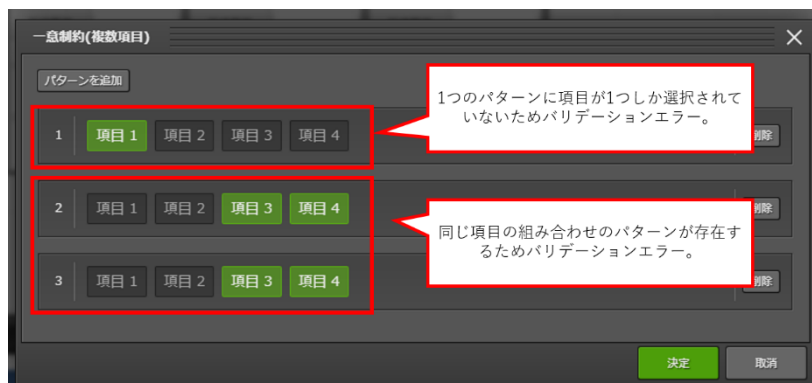 一意制約(複数項目)
パターンを追加
1つのパターンに項目が1つしか選択されて
いないためバリデーションエラー。
1 項目 1 項目 2 項目 3 項目 4 削除
2 項目 1 項目 2 項目 3 項目 4 削除
同じ項目の組み合わせのパターンが存在す
るためバリデーションエラー。
3 項目 1 項目 2 項目 3 項目 4 削除
決定 取消